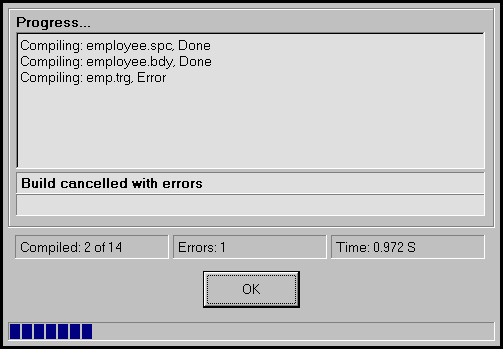 Progress...
Compiling: employee.spc, Done
Compiling: employee.bdy, Done
Compiling: emp.trg, Error
Build cancelled with errors
Compiled: 2 of 14
Errors: 1
Time: 0.972 S
OK